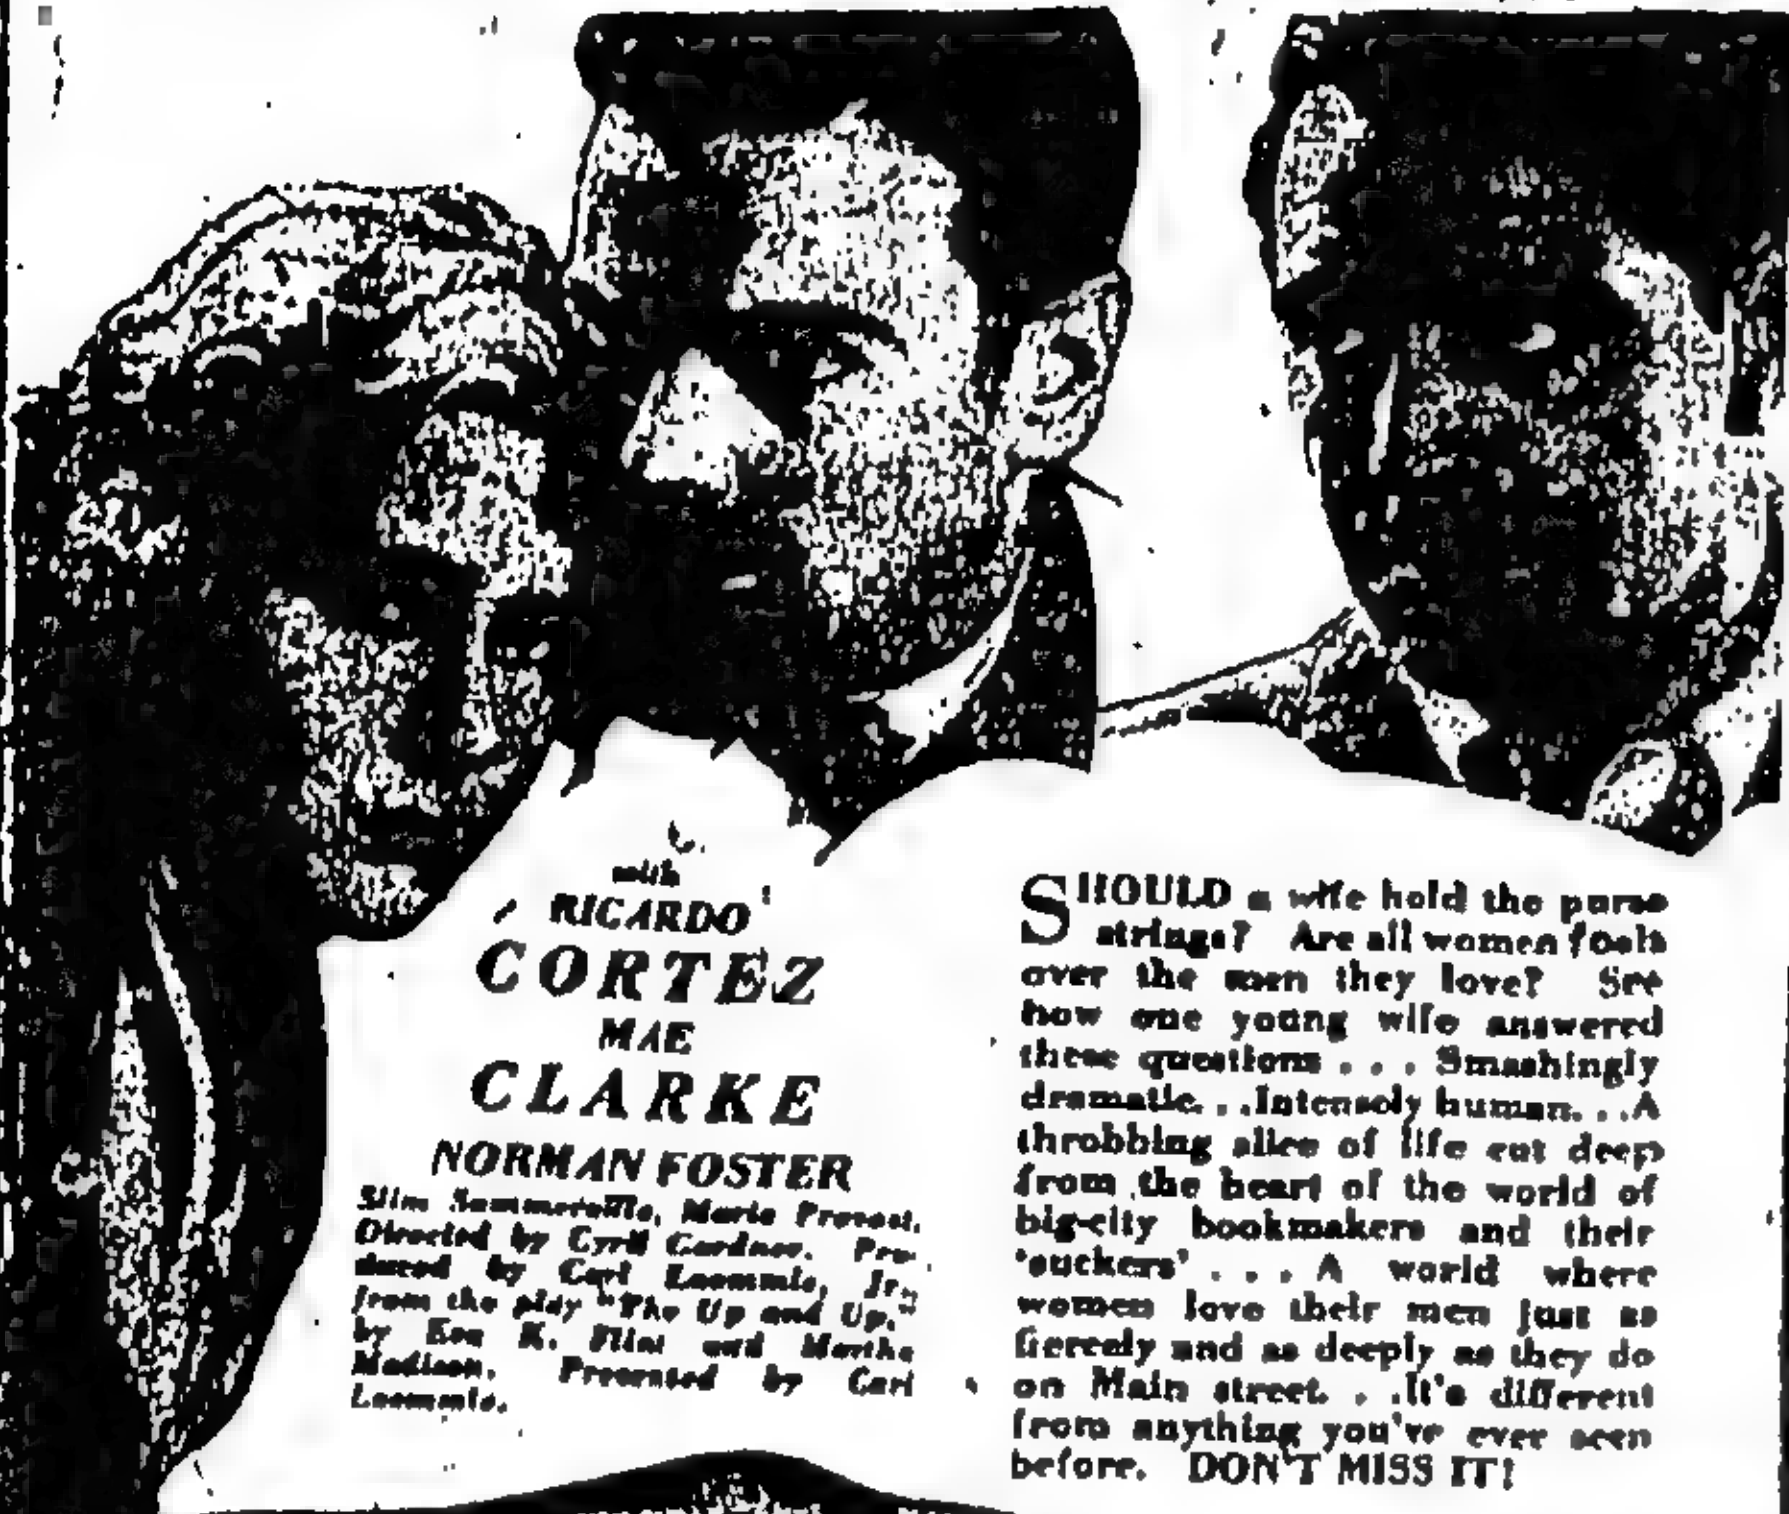 with
RICARDO
CORTEZ
MAE
CLARKE
NORMAN FOSTER
Slim Summerville, Marie Prevost.
Directed by Cyril Gardner. Pro-
duced by Carl Laemmle, Jr.,
from the play "The Up and Up,"
by Eva K. Flint and Martha
Madison. Presented by Carl
Laemmle.
SHOULD a wife hold the purse
strings? Are all women fools
over the men they love? See
how one young wife answered
these questions . . . Smashingly
dramatic. . .Intensely human. . .A
throbbing slice of life cut deep
from the heart of the world of
big-city bookmakers and their
'suckers' . . . A world where
women love their men just as
fiercely and as deeply as they do
on Main street. . .It's different
from anything you've ever seen
before. DON'T MISS IT!